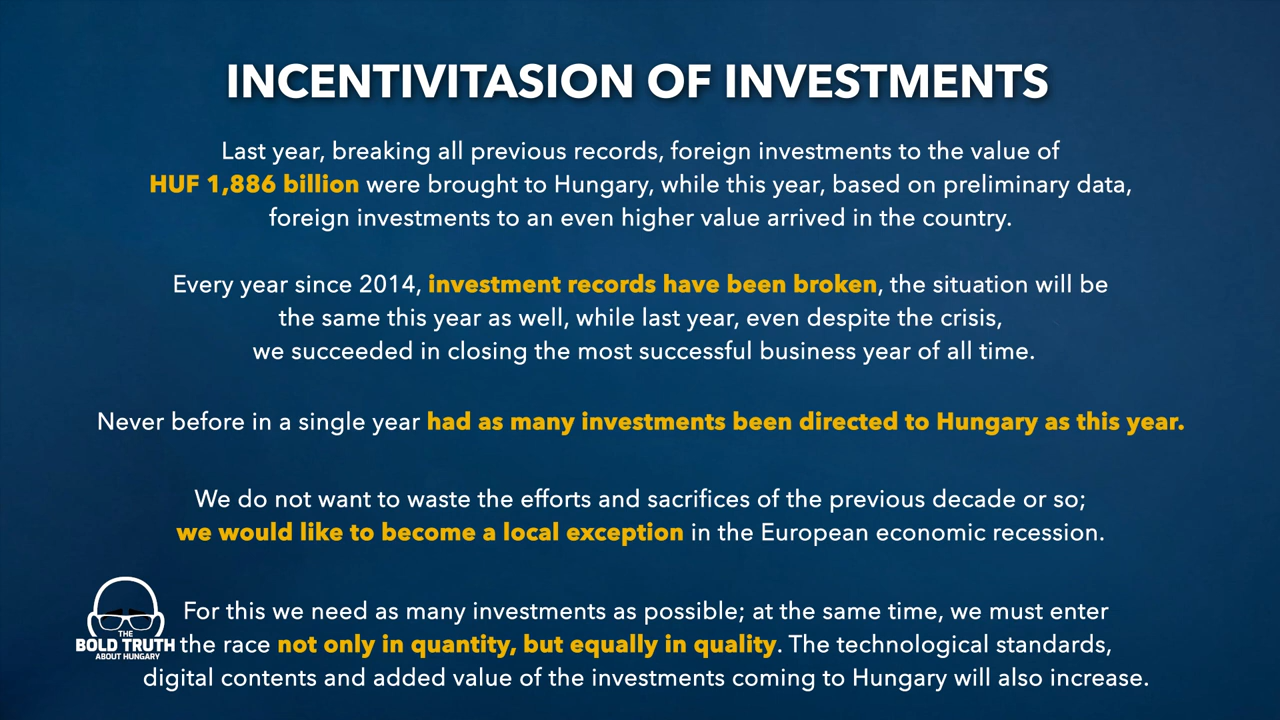 INCENTIVITASION OF INVESTMENTS
Last year, breaking all previous records, foreign investments to the value of
HUF 1,886 billion were brought to Hungary, while this year, based on preliminary data,
foreign investments to an even higher value arrived in the country.
Every year since 2014, investment records have been broken, the situation will be
the same this year as well, while last year, even despite the crisis,
we succeeded in closing the most successful business year of all time.
Never before in a single year had as many investments been directed to Hungary as this year.
We do not want to waste the efforts and sacrifices of the previous decade or so;
we would like to become a local exception in the European economic recession.
For this we need as many investments as possible; at the same time, we must enter
the race not only in quantity, but equally in quality. The technological standards,
digital contents and added value of the investments coming to Hungary will also increase.
THE
BOLD TRUTH
ABOUT HUNGARY